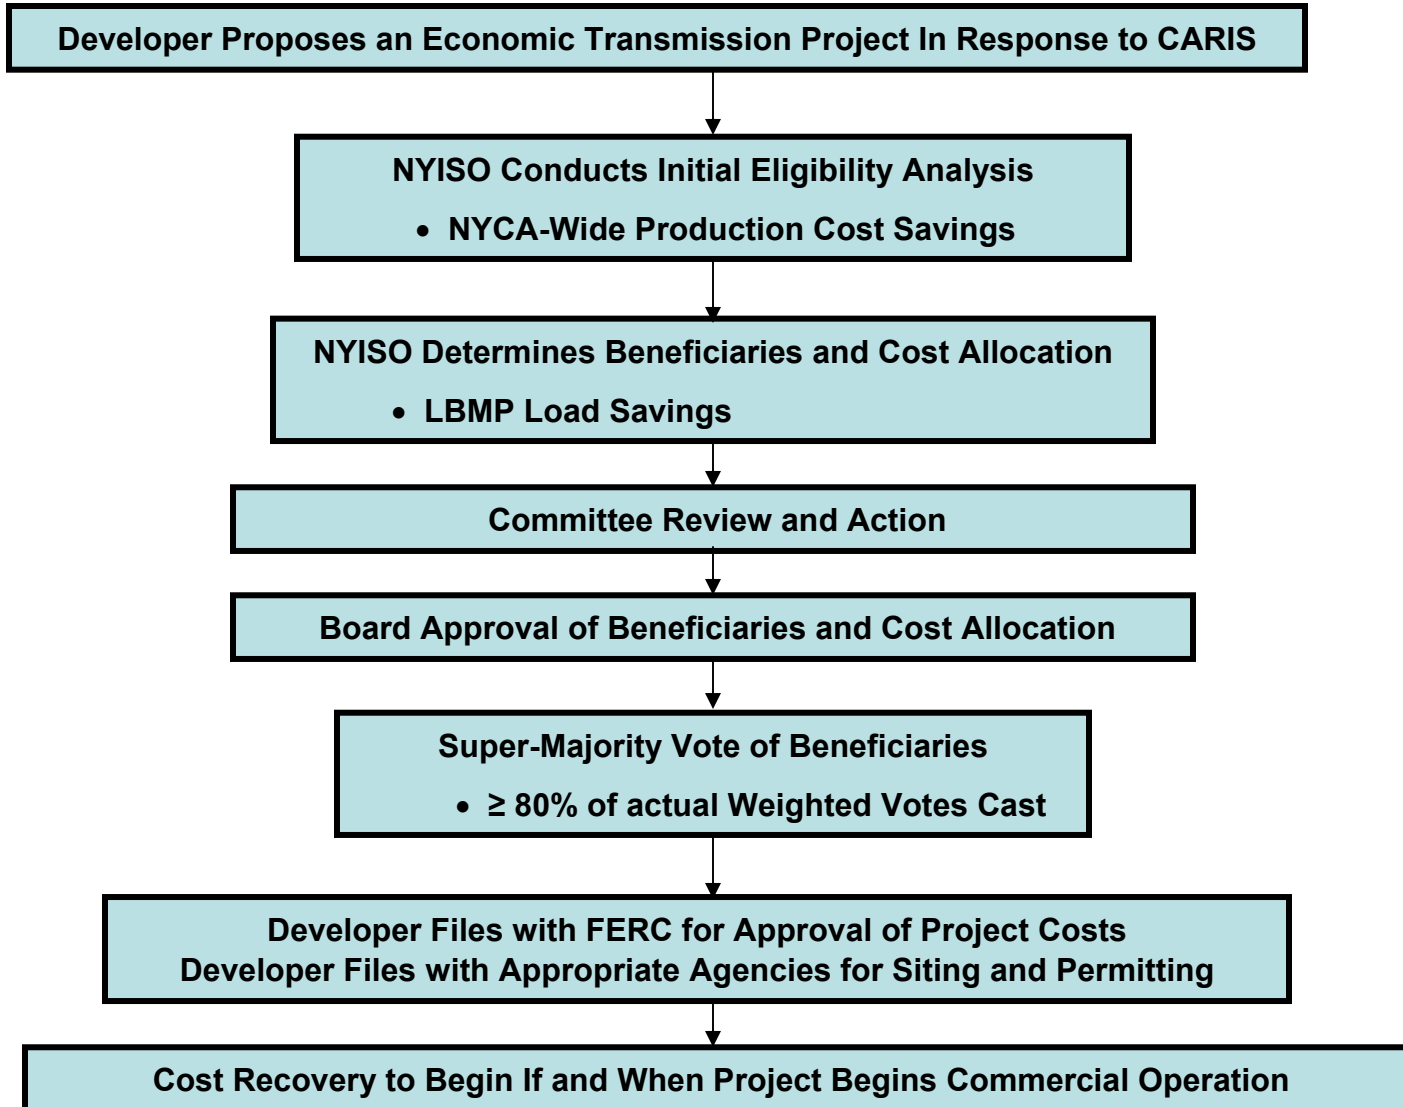 Developer Proposes an Economic Transmission Project In Response to CARIS
NYISO Conducts Initial Eligibility Analysis
• NYCA-Wide Production Cost Savings
NYISO Determines Beneficiaries and Cost Allocation
• LBMP Load Savings
Committee Review and Action
Board Approval of Beneficiaries and Cost Allocation
Super-Majority Vote of Beneficiaries
• ≥ 80% of actual Weighted Votes Cast
Developer Files with FERC for Approval of Project Costs
Developer Files with Appropriate Agencies for Siting and Permitting
Cost Recovery to Begin If and When Project Begins Commercial Operation